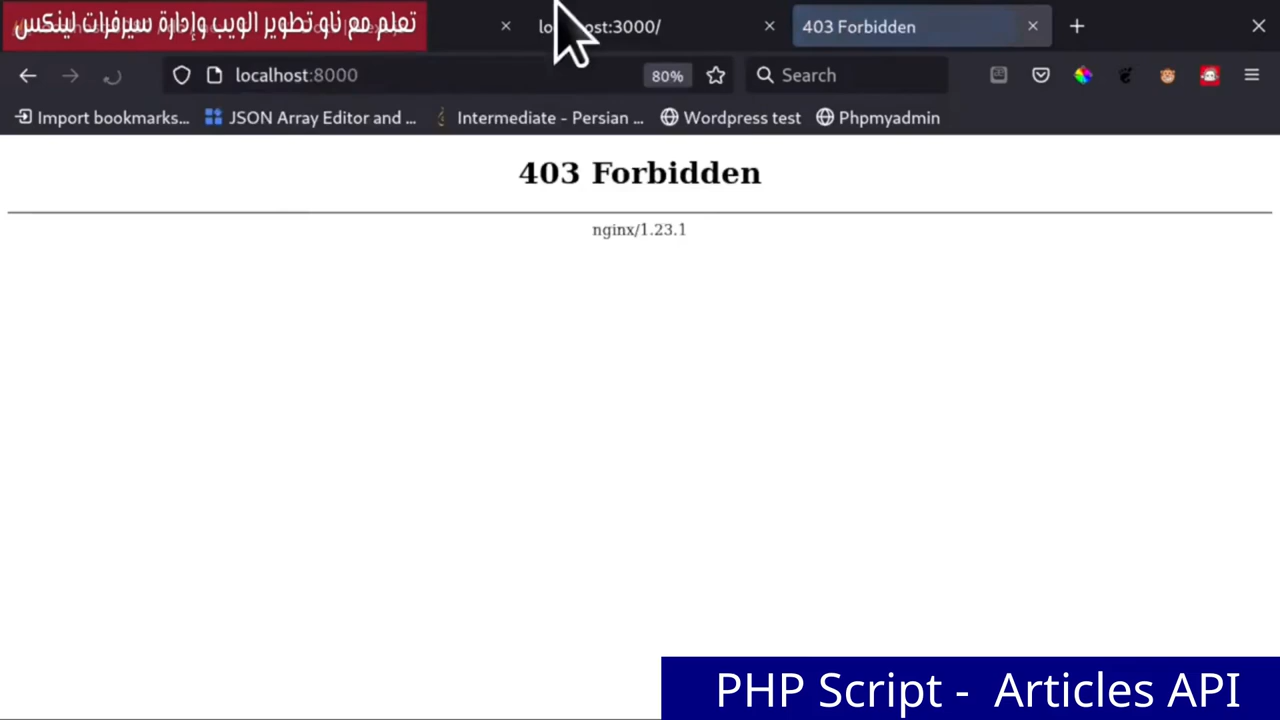 تعلم مع ناو تطوير الويب وإدارة سيرفرات لينكس
localhost:3000/
403 Forbidden
localhost:8000
80%
Search
Import bookmarks...
JSON Array Editor and ...
Intermediate - Persian ...
Wordpress test
Phpmyadmin
403 Forbidden
nginx/1.23.1
PHP Script - Articles API